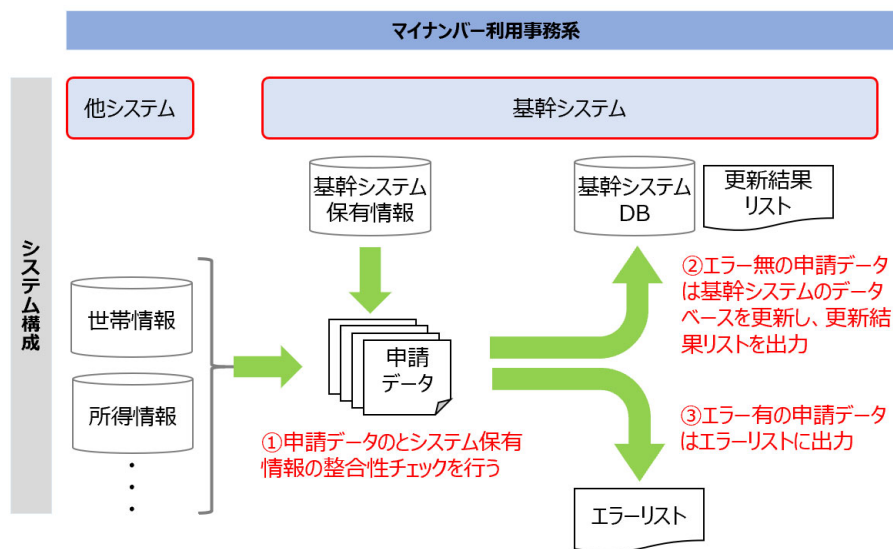 マイナンバー利用事務系
システム構成
他システム
基幹システム
基幹システム
保有情報
基幹システム
DB
更新結果
リスト
世帯情報
所得情報
・
・
・
申請
データ
①申請データのとシステム保有
情報の整合性チェックを行う
②エラー無の申請データ
は基幹システムのデータ
ベースを更新し、更新結
果リストを出力
③エラー有の申請データ
はエラーリストに出力
エラーリスト